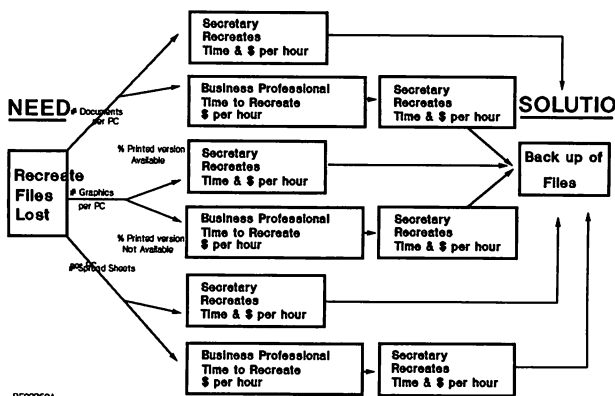 Secretary
Recreates
Time & $ per hour
NEED
# Documents
per PC
Business Professional
Time to Recreate
$ per hour
Secretary
Recreates
Time & $ per hour
SOLUTIO
% Printed version
Available
Secretary
Recreates
Time & $ per hour
Back up of
Files
Recreate
Files
Lost
# Graphics
per PC
Business Professional
Time to Recreate
$ per hour
Secretary
Recreates
Time & $ per hour
% Printed version
Not Available
per PC
# Spread Sheets
Secretary
Recreates
Time & $ per hour
Business Professional
Time to Recreate
$ per hour
Secretary
Recreates
Time & $ per hour